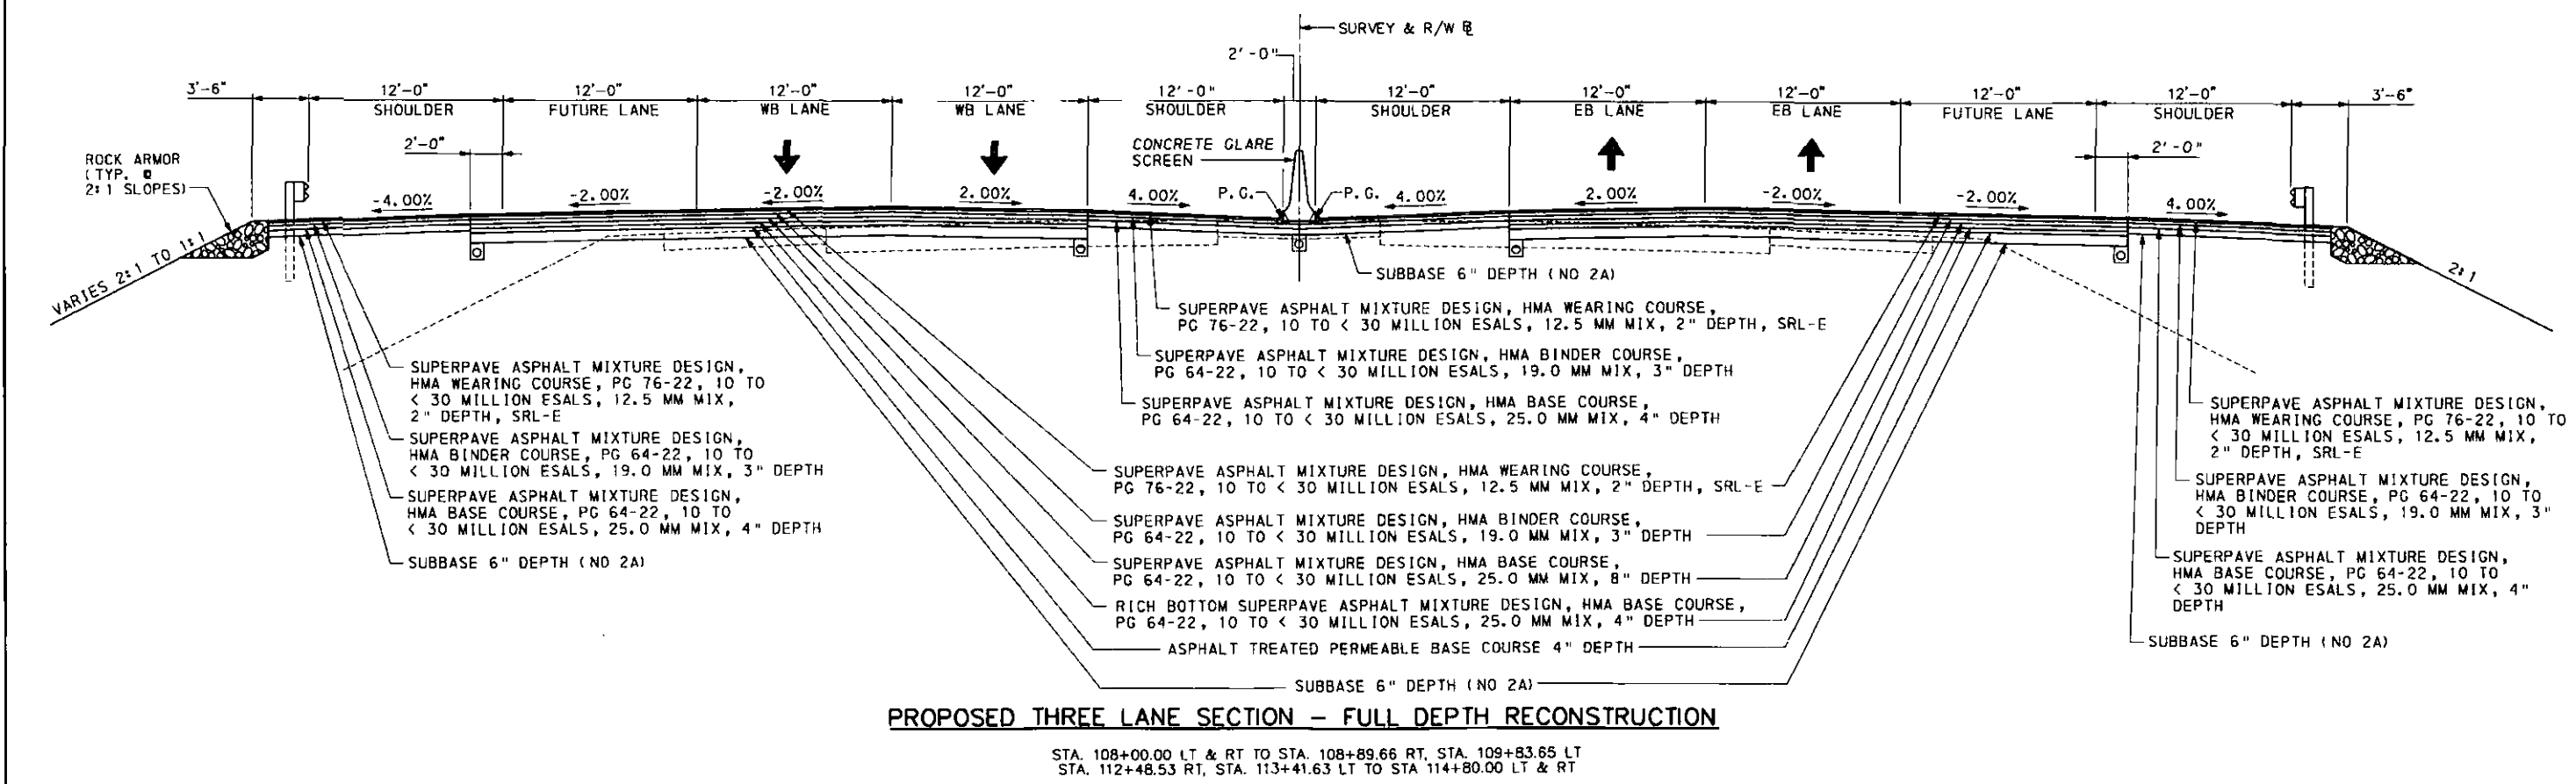 SURVEY & R/W ⅊
2'-0"
3'-6"
12'-0"
SHOULDER
12'-0"
FUTURE LANE
12'-0"
WB LANE
12'-0"
WB LANE
12'-0"
SHOULDER
12'-0"
SHOULDER
12'-0"
EB LANE
12'-0"
EB LANE
12'-0"
FUTURE LANE
12'-0"
SHOULDER
3'-6"
ROCK ARMOR
(TYP. @
2:1 SLOPES)
2'-0"
CONCRETE GLARE
SCREEN
2'-0"
-4.00%
-2.00%
-2.00%
2.00%
4.00%
P.G.
P.G.
4.00%
2.00%
-2.00%
-2.00%
4.00%
VARIES 2:1 TO 1:1
2:1
SUBBASE 6" DEPTH (NO 2A)
SUPERPAVE ASPHALT MIXTURE DESIGN, HMA WEARING COURSE,
PG 76-22, 10 TO < 30 MILLION ESALS, 12.5 MM MIX, 2" DEPTH, SRL-E
SUPERPAVE ASPHALT MIXTURE DESIGN, HMA BINDER COURSE,
PG 64-22, 10 TO < 30 MILLION ESALS, 19.0 MM MIX, 3" DEPTH
SUPERPAVE ASPHALT MIXTURE DESIGN, HMA BASE COURSE,
PG 64-22, 10 TO < 30 MILLION ESALS, 25.0 MM MIX, 4" DEPTH
SUPERPAVE ASPHALT MIXTURE DESIGN,
HMA WEARING COURSE, PG 76-22, 10 TO
< 30 MILLION ESALS, 12.5 MM MIX,
2" DEPTH, SRL-E
SUPERPAVE ASPHALT MIXTURE DESIGN,
HMA BINDER COURSE, PG 64-22, 10 TO
< 30 MILLION ESALS, 19.0 MM MIX, 3" DEPTH
SUPERPAVE ASPHALT MIXTURE DESIGN,
HMA BASE COURSE, PG 64-22, 10 TO
< 30 MILLION ESALS, 25.0 MM MIX, 4" DEPTH
SUBBASE 6" DEPTH (NO 2A)
SUPERPAVE ASPHALT MIXTURE DESIGN, HMA WEARING COURSE,
PG 76-22, 10 TO < 30 MILLION ESALS, 12.5 MM MIX, 2" DEPTH, SRL-E
SUPERPAVE ASPHALT MIXTURE DESIGN, HMA BINDER COURSE,
PG 64-22, 10 TO < 30 MILLION ESALS, 19.0 MM MIX, 3" DEPTH
SUPERPAVE ASPHALT MIXTURE DESIGN, HMA BASE COURSE,
PG 64-22, 10 TO < 30 MILLION ESALS, 25.0 MM MIX, 8" DEPTH
RICH BOTTOM SUPERPAVE ASPHALT MIXTURE DESIGN, HMA BASE COURSE,
PG 64-22, 10 TO < 30 MILLION ESALS, 25.0 MM MIX, 4" DEPTH
ASPHALT TREATED PERMEABLE BASE COURSE 4" DEPTH
SUBBASE 6" DEPTH (NO 2A)
SUPERPAVE ASPHALT MIXTURE DESIGN,
HMA WEARING COURSE, PG 76-22, 10 TO
< 30 MILLION ESALS, 12.5 MM MIX,
2" DEPTH, SRL-E
SUPERPAVE ASPHALT MIXTURE DESIGN,
HMA BINDER COURSE, PG 64-22, 10 TO
< 30 MILLION ESALS, 19.0 MM MIX, 3"
DEPTH
SUPERPAVE ASPHALT MIXTURE DESIGN,
HMA BASE COURSE, PG 64-22, 10 TO
< 30 MILLION ESALS, 25.0 MM MIX, 4"
DEPTH
SUBBASE 6" DEPTH (NO 2A)
PROPOSED THREE LANE SECTION - FULL DEPTH RECONSTRUCTION
STA. 108+00.00 LT & RT TO STA. 108+89.66 RT, STA. 109+83.65 LT
STA. 112+48.53 RT, STA. 113+41.63 LT TO STA 114+80.00 LT & RT